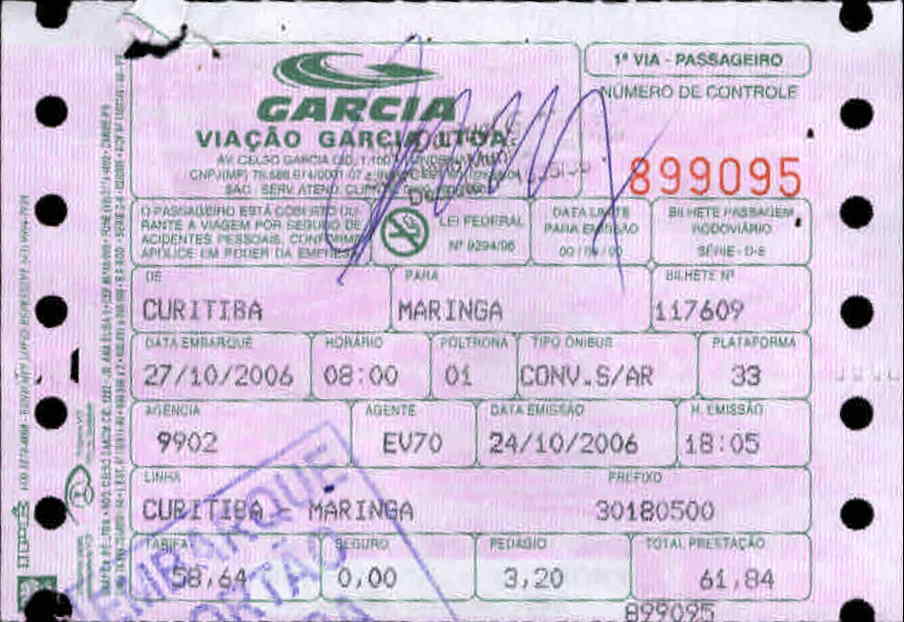 1ª VIA - PASSAGEIRO
NÚMERO DE CONTROLE
GARCIA
VIAÇÃO GARCIA LTDA.
899095
O PASSAGEIRO ESTÁ COBERTO DU-
RANTE A VIAGEM POR SEGURO DE
ACIDENTES PESSOAIS, CONFORME
APÓLICE EM PODER DA EMPRESA
LEI FEDERAL
Nº 9294/96
DATA LIMITE
PARA EMISSÃO
BILHETE PASSAGEM
RODOVIÁRIO
SÉRIE - D-6
DE
PARA
BILHETE Nº
CURITIBA
MARINGA
117609
DATA EMBARQUE
HORÁRIO
POLTRONA
TIPO ÔNIBUS
PLATAFORMA
27/10/2006
08:00
01
CONV.S/AR
33
AGÊNCIA
AGENTE
DATA EMISSÃO
H. EMISSÃO
9902
EV70
24/10/2006
18:05
LINHA
PREFIXO
CURITIBA - MARINGA
30180500
TARIFA
SEGURO
PEDÁGIO
TOTAL PRESTAÇÃO
58,64
0,00
3,20
61,84
899095
EMBARQUE
PORTÃO